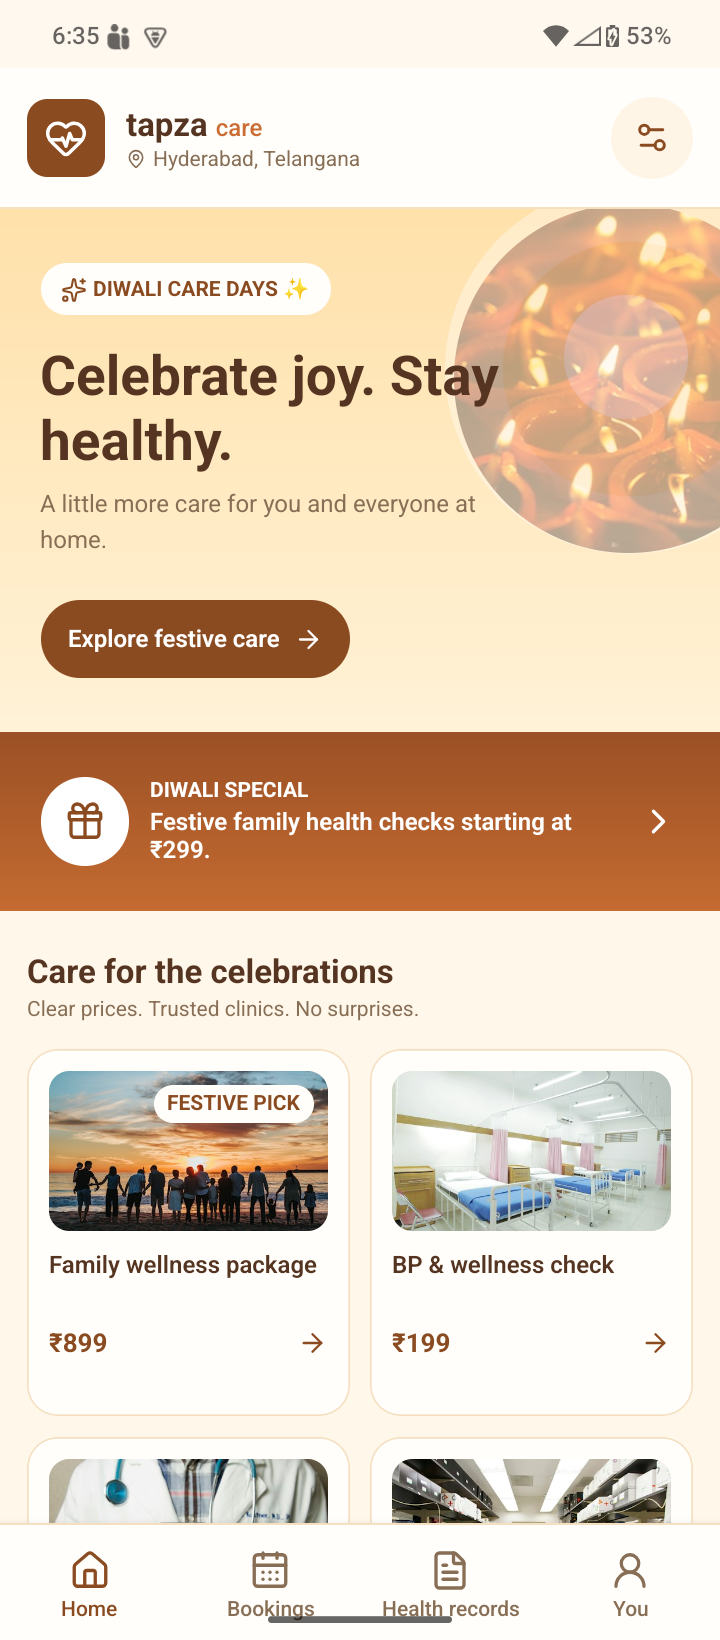 6:35
53%
tapza care
Hyderabad, Telangana
DIWALI CARE DAYS ✨
Celebrate joy. Stay
healthy.
A little more care for you and everyone at
home.
Explore festive care
DIWALI SPECIAL
Festive family health checks starting at
₹299.
Care for the celebrations
Clear prices. Trusted clinics. No surprises.
FESTIVE PICK
Family wellness package
₹899
BP & wellness check
₹199
Home
Bookings
Health records
You